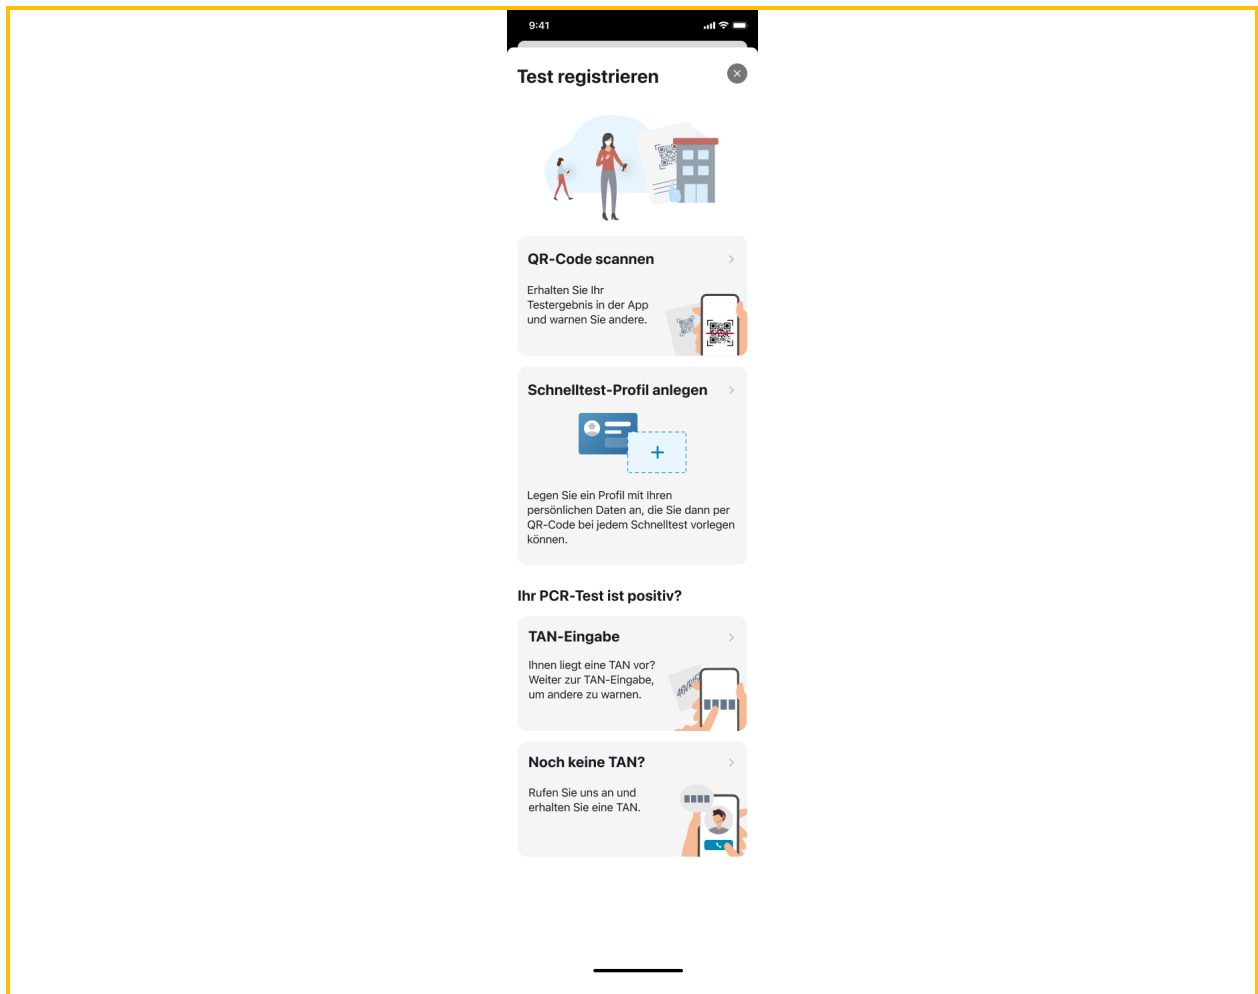 9:41
Test registrieren
QR-Code scannen
Erhalten Sie Ihr
Testergebnis in der App
und warnen Sie andere.
Schnelltest-Profil anlegen
Legen Sie ein Profil mit Ihren
persönlichen Daten an, die Sie dann per
QR-Code bei jedem Schnelltest vorlegen
können.
Ihr PCR-Test ist positiv?
TAN-Eingabe
Ihnen liegt eine TAN vor?
Weiter zur TAN-Eingabe,
um andere zu warnen.
Noch keine TAN?
Rufen Sie uns an und
erhalten Sie eine TAN.